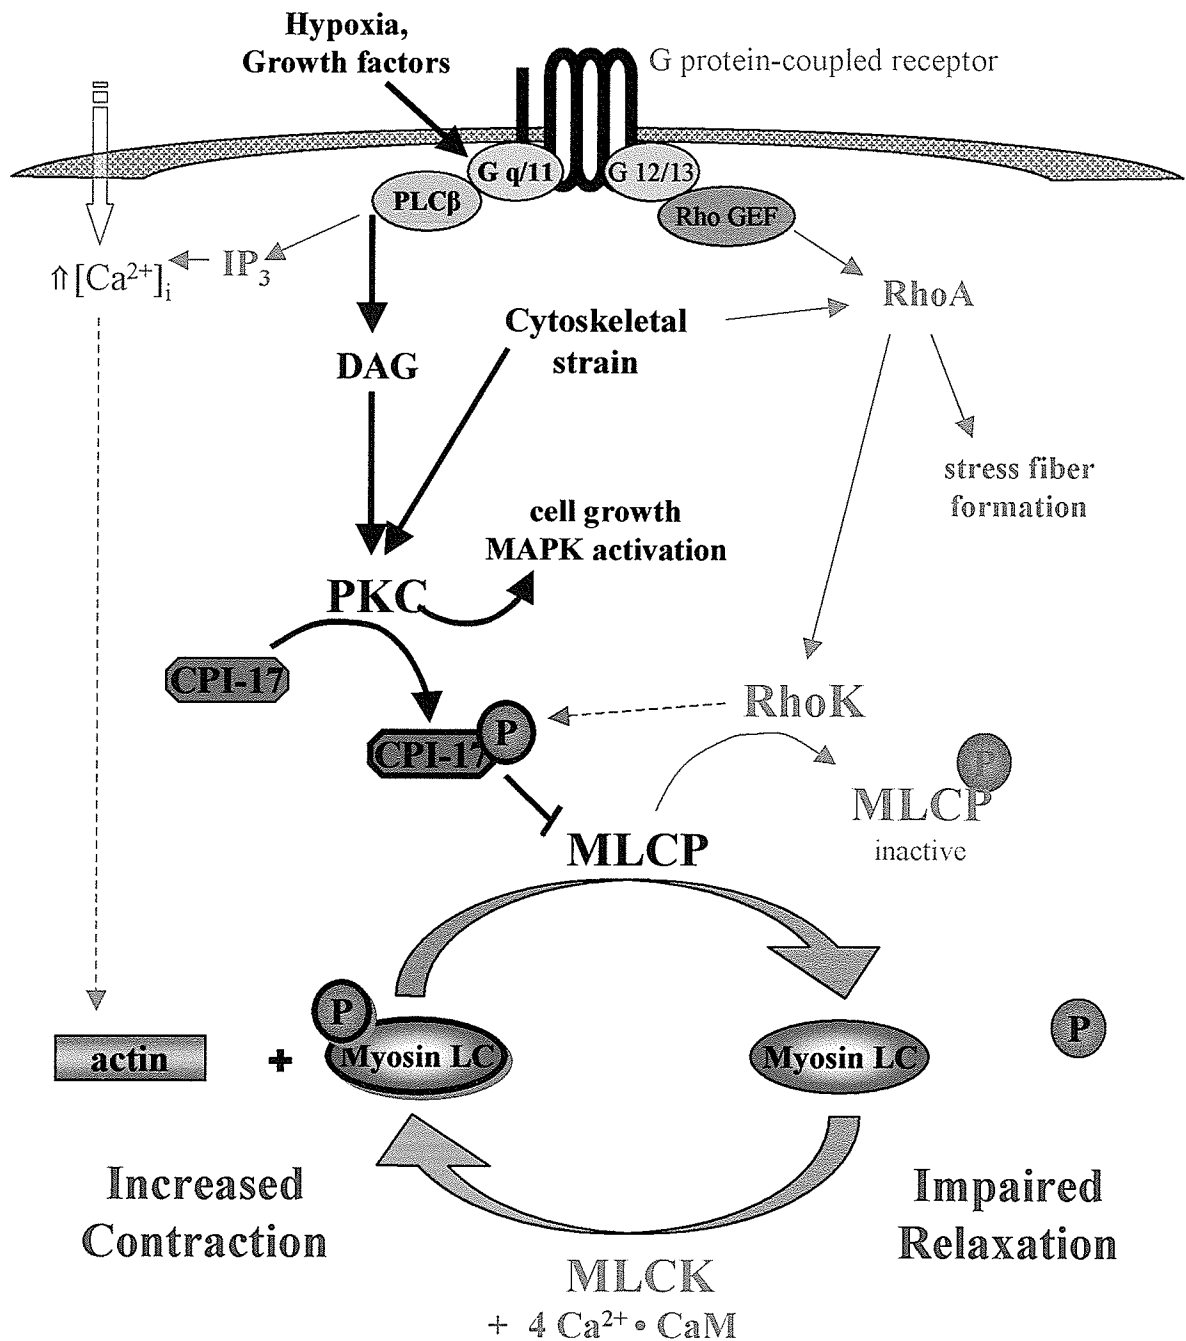 Hypoxia,
Growth factors
G protein-coupled receptor
G q/11
G 12/13
PLCβ
Rho GEF
⇑[Ca²⁺]ᵢ
IP₃
RhoA
Cytoskeletal
strain
DAG
stress fiber
formation
cell growth
MAPK activation
PKC
CPI-17
RhoK
CPI-17
P
P
MLCP
inactive
MLCP
P
actin
+
Myosin LC
Myosin LC
P
Increased
Contraction
Impaired
Relaxation
MLCK
+ 4 Ca²⁺ • CaM